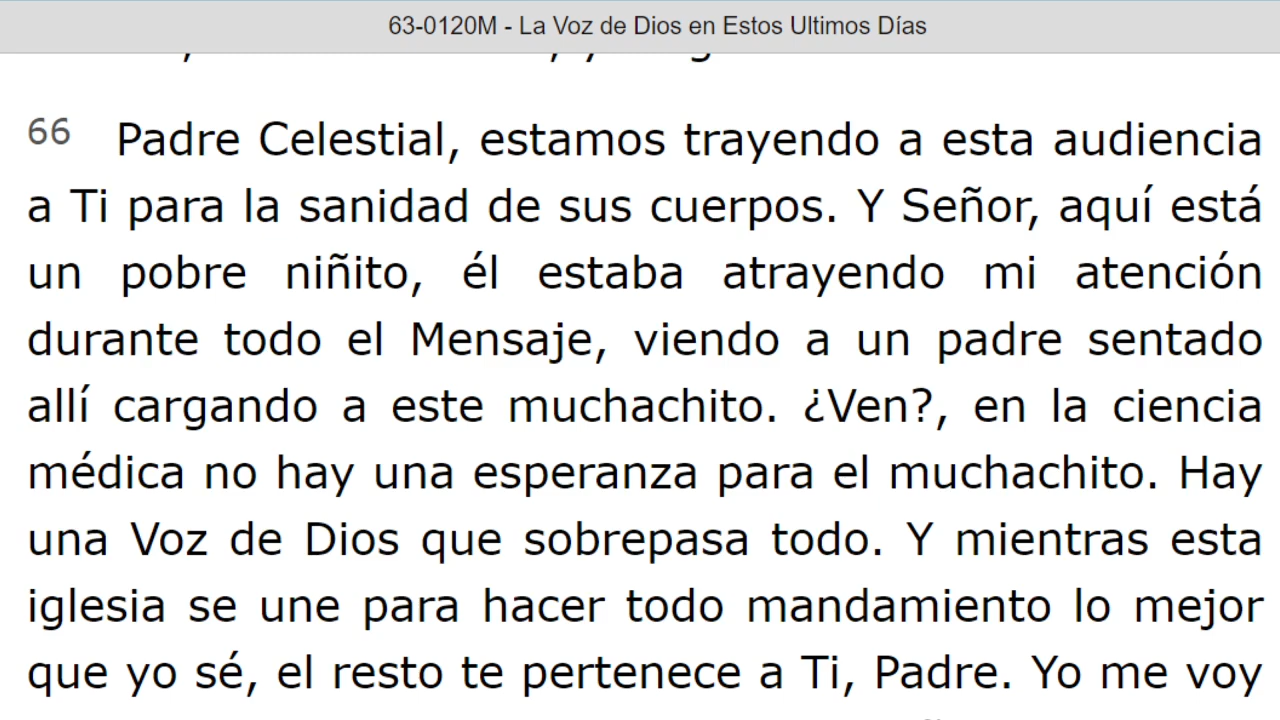 63-0120M - La Voz de Dios en Estos Ultimos Días
66 Padre Celestial, estamos trayendo a esta audiencia
a Ti para la sanidad de sus cuerpos. Y Señor, aquí está
un pobre niñito, él estaba atrayendo mi atención
durante todo el Mensaje, viendo a un padre sentado
allí cargando a este muchachito. ¿Ven?, en la ciencia
médica no hay una esperanza para el muchachito. Hay
una Voz de Dios que sobrepasa todo. Y mientras esta
iglesia se une para hacer todo mandamiento lo mejor
que yo sé, el resto te pertenece a Ti, Padre. Yo me voy